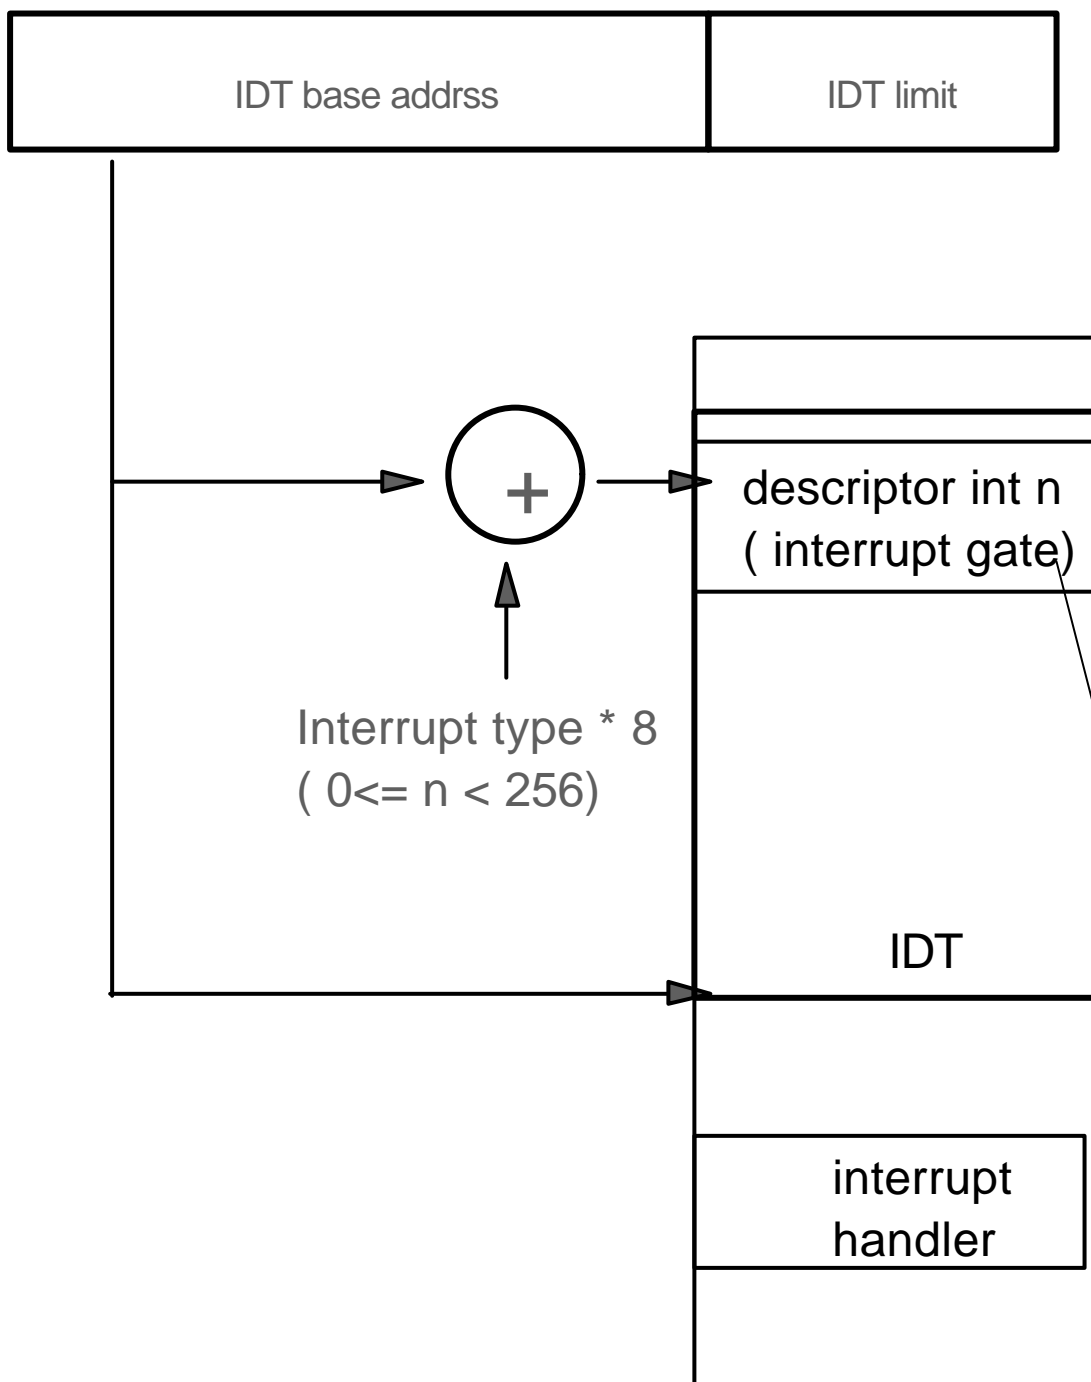 IDT base addrss
IDT limit
+
descriptor int n
( interrupt gate)
Interrupt type * 8
( 0<= n < 256)
IDT
interrupt
handler